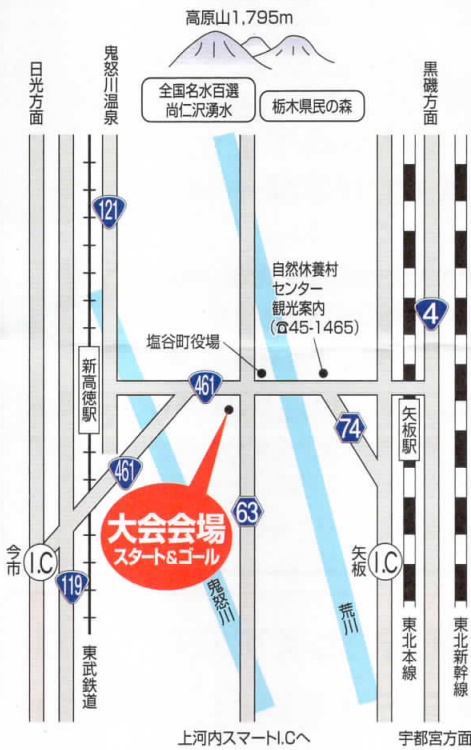 高原山1,795m
日光方面
鬼怒川温泉
全国名水百選
尚仁沢湧水
栃木県民の森
黒磯方面
121
自然休養村
センター
観光案内
(☎45-1465)
4
塩谷町役場
新高徳駅
461
74
矢板駅
461
大会会場
スタート&ゴール
63
今市
I.C
矢板
I.C
119
鬼怒川
荒川
東武鉄道
東北本線
東北新幹線
上河内スマートI.Cへ
宇都宮方面